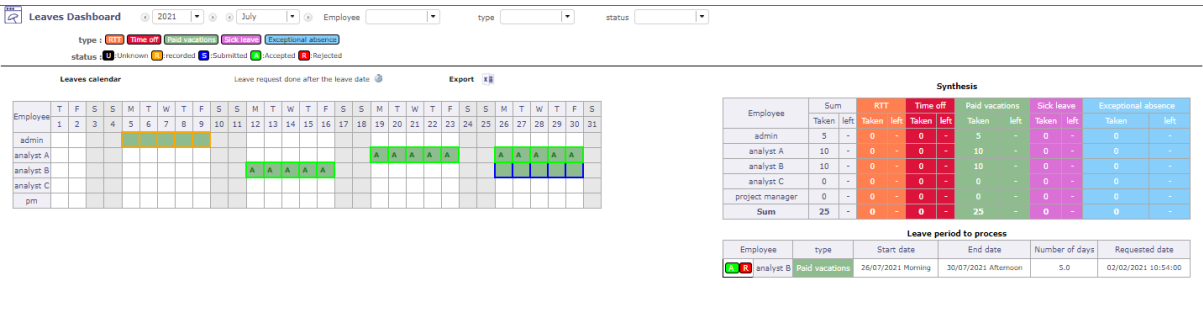 Leaves Dashboard 2021 July Employee type status
type : RTT Time off Paid vacations Sick leave Exceptional absence
status : U :Unknown R :recorded S :Submitted A :Accepted R :Rejected
Leaves calendar Leave request done after the leave date Export
Employee T F S S M T W T F S S M T W T F S S M T W T F S S M T W T F S
1 2 3 4 5 6 7 8 9 10 11 12 13 14 15 16 17 18 19 20 21 22 23 24 25 26 27 28 29 30 31
admin
analyst A A A A A A A A A A A
analyst B A A A A A
analyst C
pm
Synthesis
Employee Sum RTT Time off Paid vacations Sick leave Exceptional absence
Taken left Taken left Taken left Taken left Taken left Taken left
admin 5 - 0 - 0 - 5 - 0 - 0 -
analyst A 10 - 0 - 0 - 10 - 0 - 0 -
analyst B 10 - 0 - 0 - 10 - 0 - 0 -
analyst C 0 - 0 - 0 - 0 - 0 - 0 -
project manager 0 - 0 - 0 - 0 - 0 - 0 -
Sum 25 - 0 - 0 - 25 - 0 - 0 -
Leave period to process
Employee type Start date End date Number of days Requested date
A R analyst B Paid vacations 26/07/2021 Morning 30/07/2021 Afternoon 5.0 02/02/2021 10:54:00